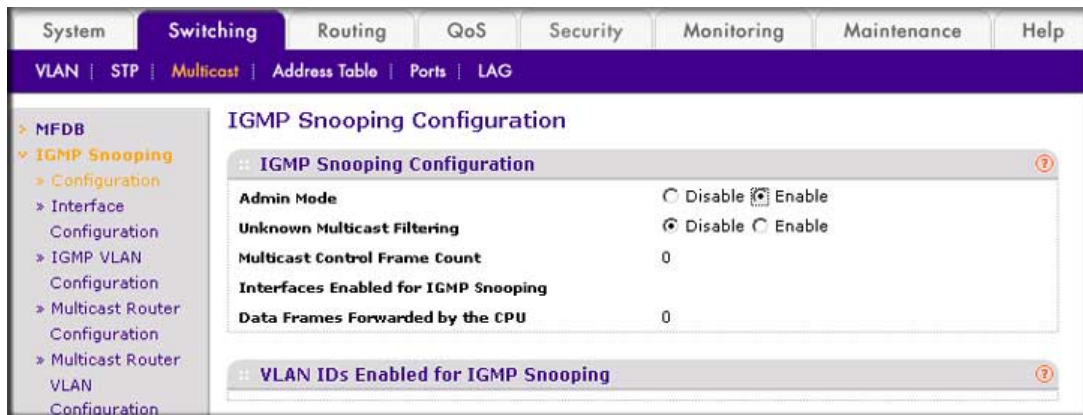 System Switching Routing QoS Security Monitoring Maintenance Help
VLAN | STP | Multicast | Address Table | Ports | LAG
MFDB
IGMP Snooping
» Configuration
» Interface
Configuration
» IGMP VLAN
Configuration
» Multicast Router
Configuration
» Multicast Router
VLAN
Configuration
IGMP Snooping Configuration
IGMP Snooping Configuration
Admin Mode Disable Enable
Unknown Multicast Filtering Disable Enable
Multicast Control Frame Count 0
Interfaces Enabled for IGMP Snooping
Data Frames Forwarded by the CPU 0
VLAN IDs Enabled for IGMP Snooping